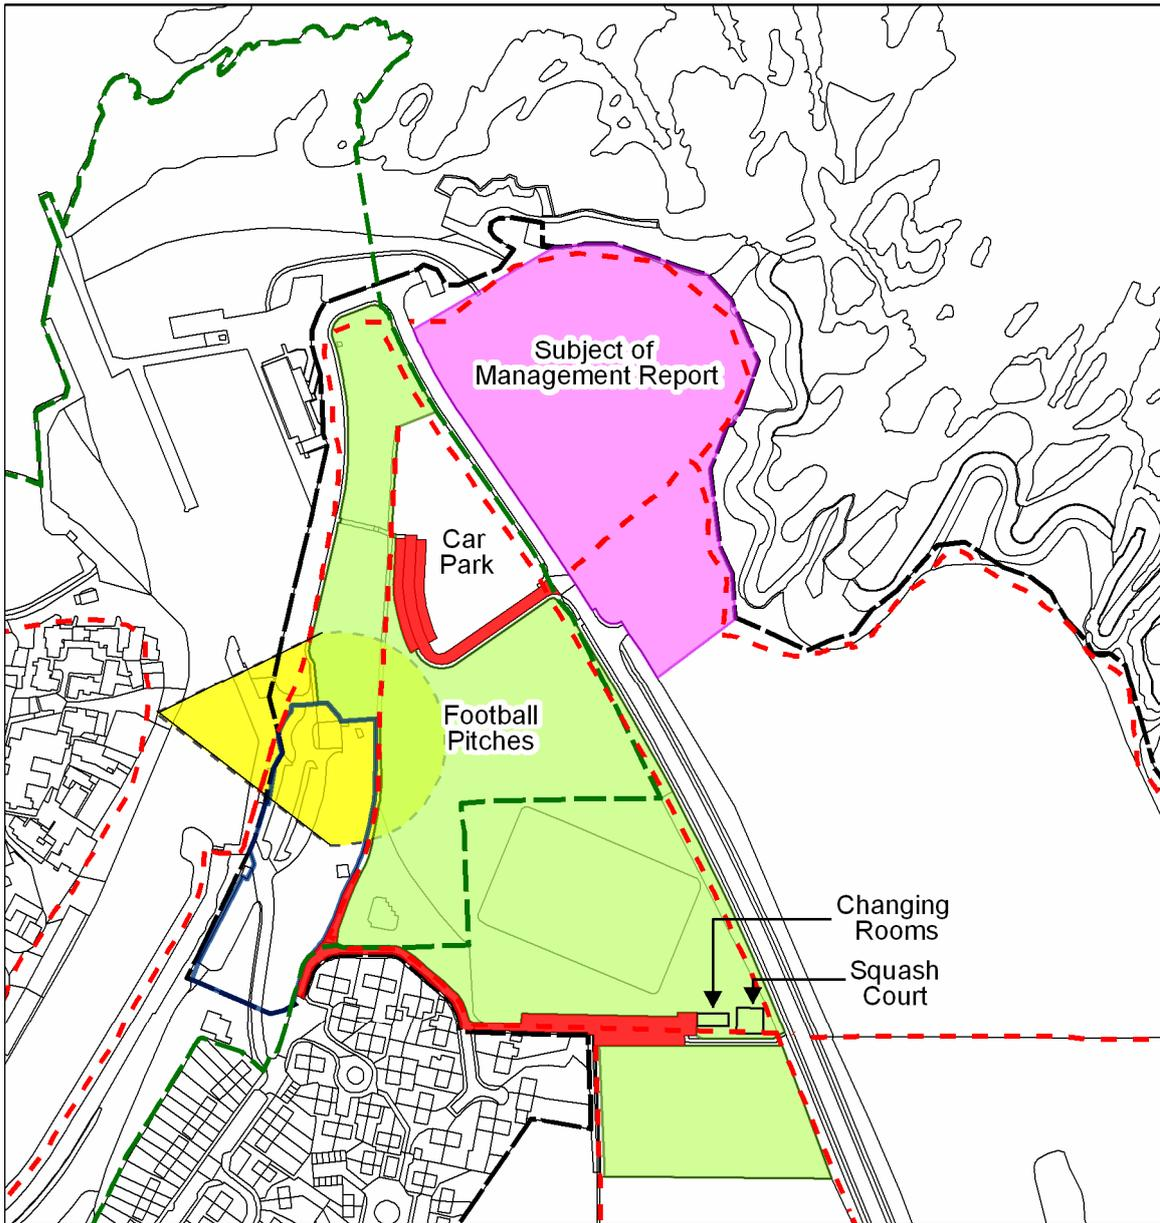 Subject of
Management Report
Car
Park
Football
Pitches
Changing
Rooms
Squash
Court